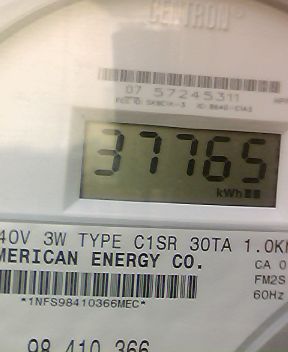 CENTRON®
07 57245311
37765
kWh
40V 3W TYPE C1SR 30TA 1.0K
MERICAN ENERGY CO.
CA 0
FM2S
60Hz
*1NFS98410366MEC*
98 410 366